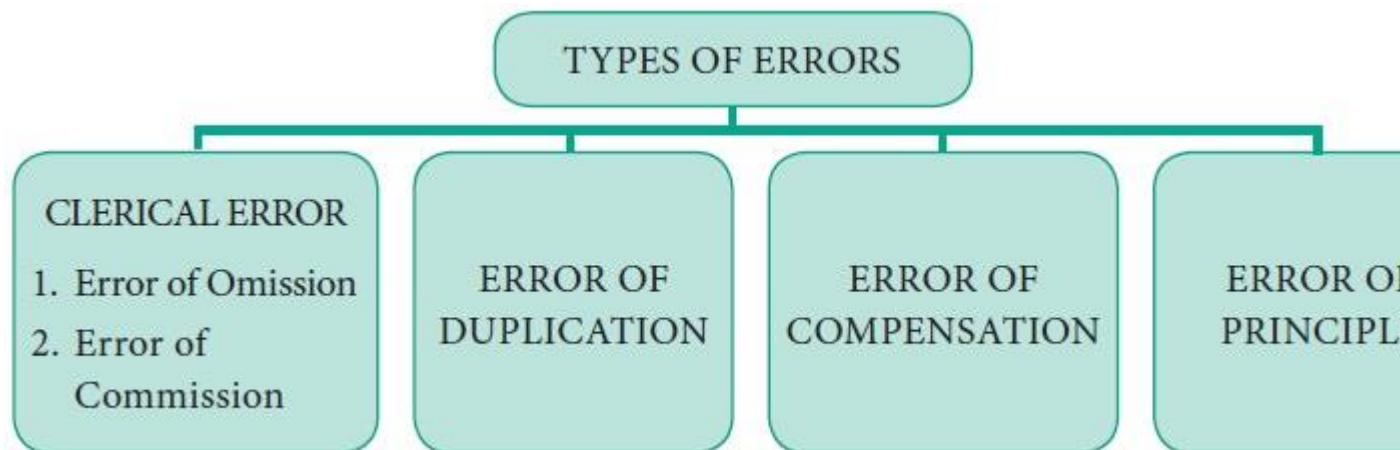 TYPES OF ERRORS
CLERICAL ERROR
1. Error of Omission
2. Error of
Commission
ERROR OF
DUPLICATION
ERROR OF
COMPENSATION
ERROR O
PRINCIPL